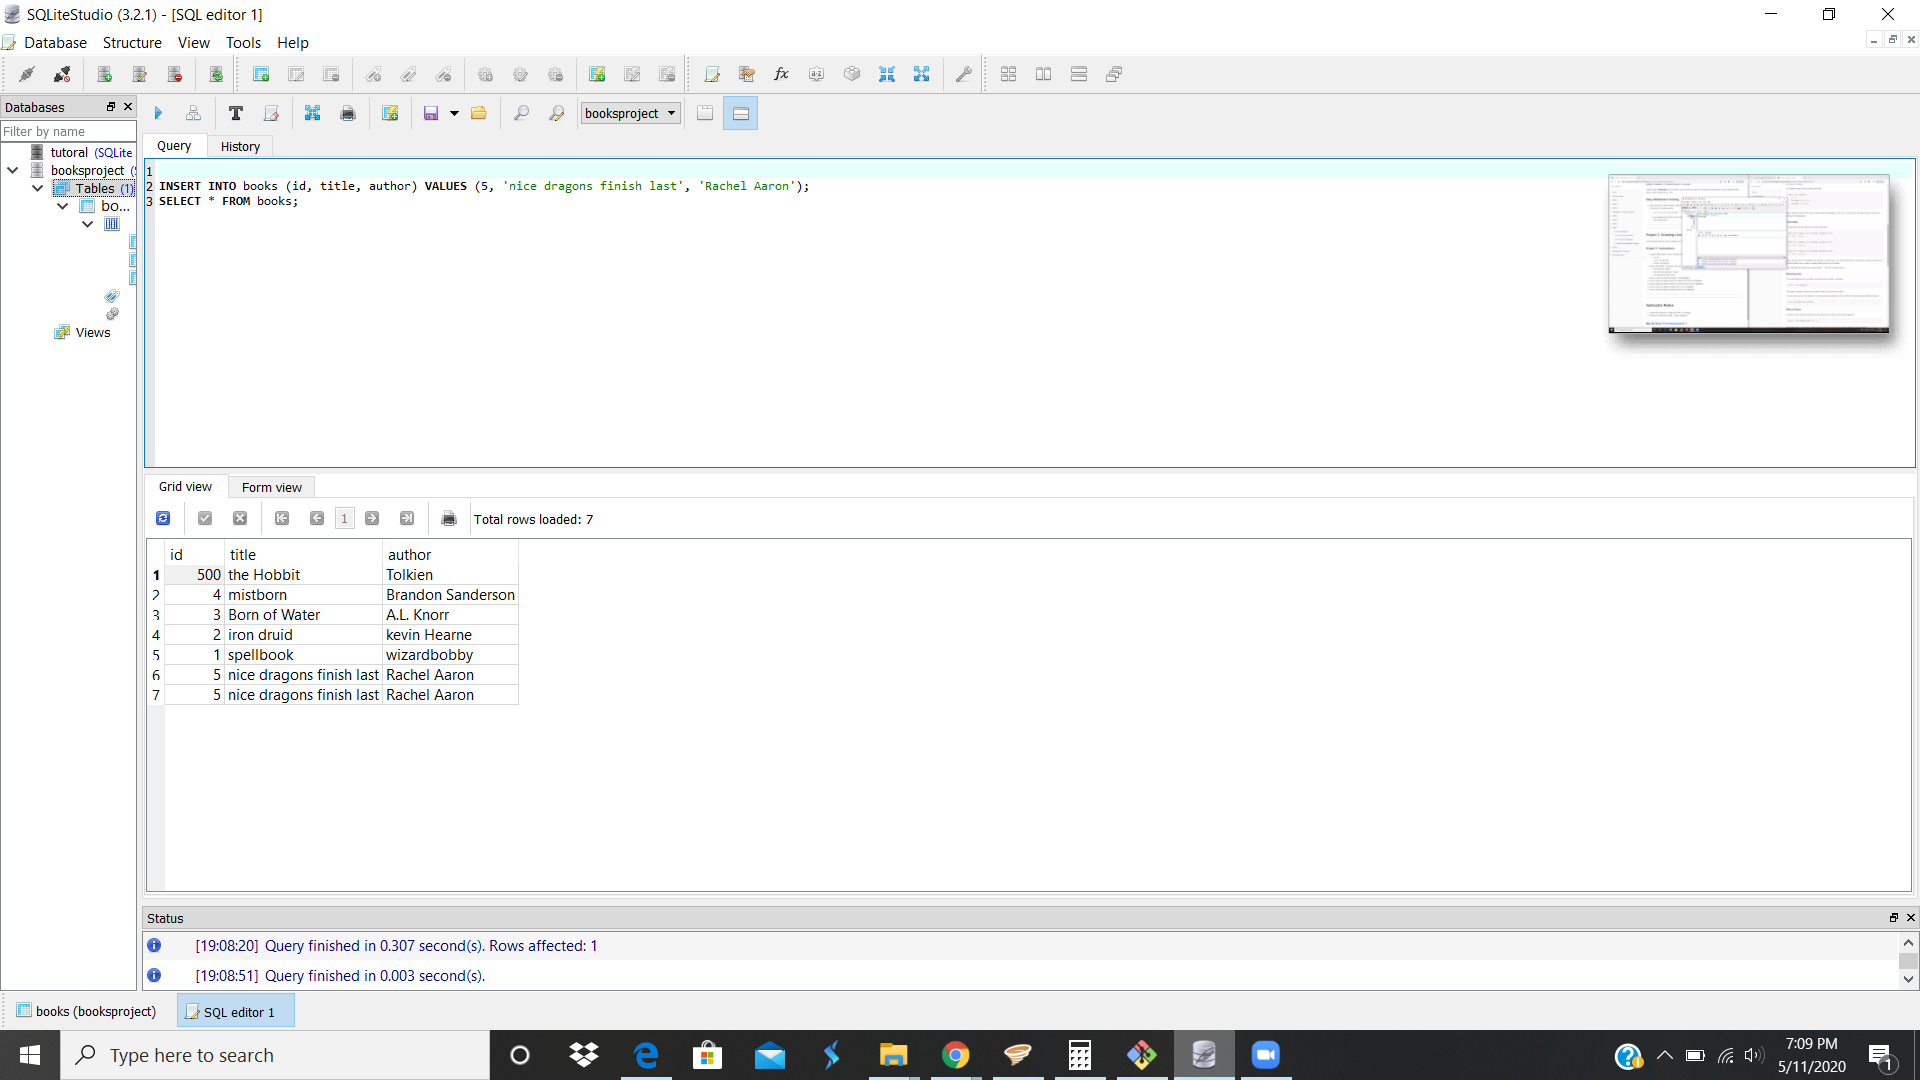 SQLiteStudio (3.2.1) - [SQL editor 1]
Database Structure View Tools Help
Databases
booksproject
Filter by name
Query History
tutoral (SQLite
booksproject (S
Tables (1)
bo...
Views
1
2 INSERT INTO books (id, title, author) VALUES (5, 'nice dragons finish last', 'Rachel Aaron');
3 SELECT * FROM books;
Grid view Form view
1 Total rows loaded: 7
id title author
1 500 the Hobbit Tolkien
2 4 mistborn Brandon Sanderson
3 3 Born of Water A.L. Knorr
4 2 iron druid kevin Hearne
5 1 spellbook wizardbobby
6 5 nice dragons finish last Rachel Aaron
7 5 nice dragons finish last Rachel Aaron
Status
[19:08:20] Query finished in 0.307 second(s). Rows affected: 1
[19:08:51] Query finished in 0.003 second(s).
books (booksproject) SQL editor 1
Type here to search
7:09 PM
5/11/2020
1